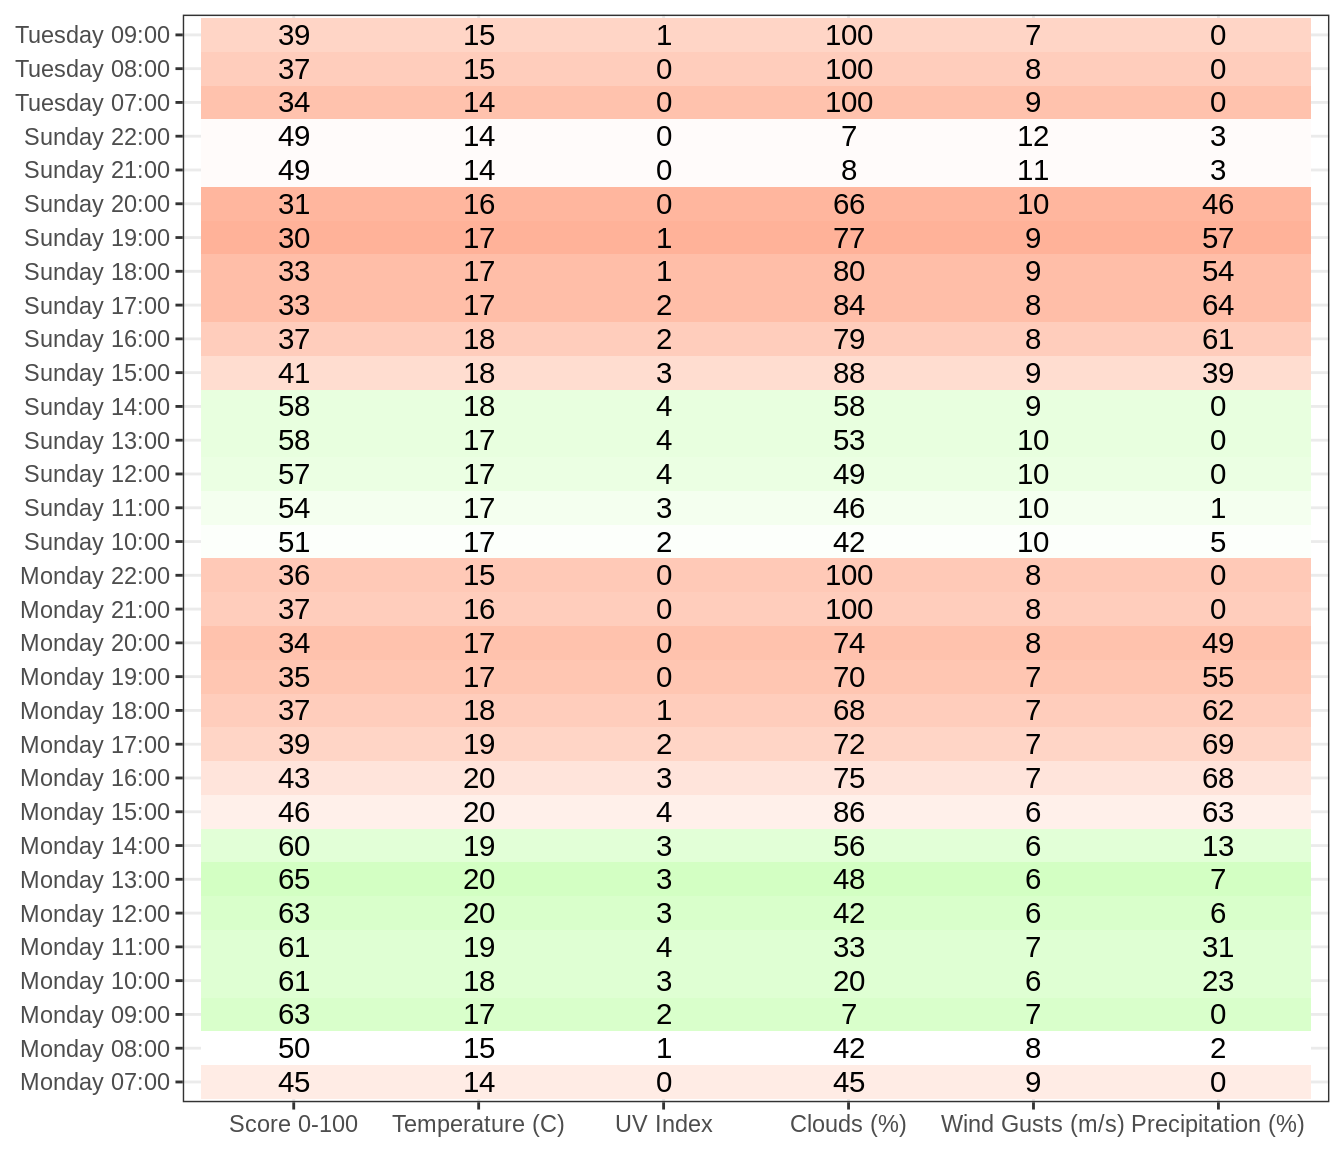 Tuesday 09:00 39 15 1 100 7 0
Tuesday 08:00 37 15 0 100 8 0
Tuesday 07:00 34 14 0 100 9 0
Sunday 22:00 49 14 0 7 12 3
Sunday 21:00 49 14 0 8 11 3
Sunday 20:00 31 16 0 66 10 46
Sunday 19:00 30 17 1 77 9 57
Sunday 18:00 33 17 1 80 9 54
Sunday 17:00 33 17 2 84 8 64
Sunday 16:00 37 18 2 79 8 61
Sunday 15:00 41 18 3 88 9 39
Sunday 14:00 58 18 4 58 9 0
Sunday 13:00 58 17 4 53 10 0
Sunday 12:00 57 17 4 49 10 0
Sunday 11:00 54 17 3 46 10 1
Sunday 10:00 51 17 2 42 10 5
Monday 22:00 36 15 0 100 8 0
Monday 21:00 37 16 0 100 8 0
Monday 20:00 34 17 0 74 8 49
Monday 19:00 35 17 0 70 7 55
Monday 18:00 37 18 1 68 7 62
Monday 17:00 39 19 2 72 7 69
Monday 16:00 43 20 3 75 7 68
Monday 15:00 46 20 4 86 6 63
Monday 14:00 60 19 3 56 6 13
Monday 13:00 65 20 3 48 6 7
Monday 12:00 63 20 3 42 6 6
Monday 11:00 61 19 4 33 7 31
Monday 10:00 61 18 3 20 6 23
Monday 09:00 63 17 2 7 7 0
Monday 08:00 50 15 1 42 8 2
Monday 07:00 45 14 0 45 9 0
Score 0-100 Temperature (C) UV Index Clouds (%) Wind Gusts (m/s) Precipitation (%)